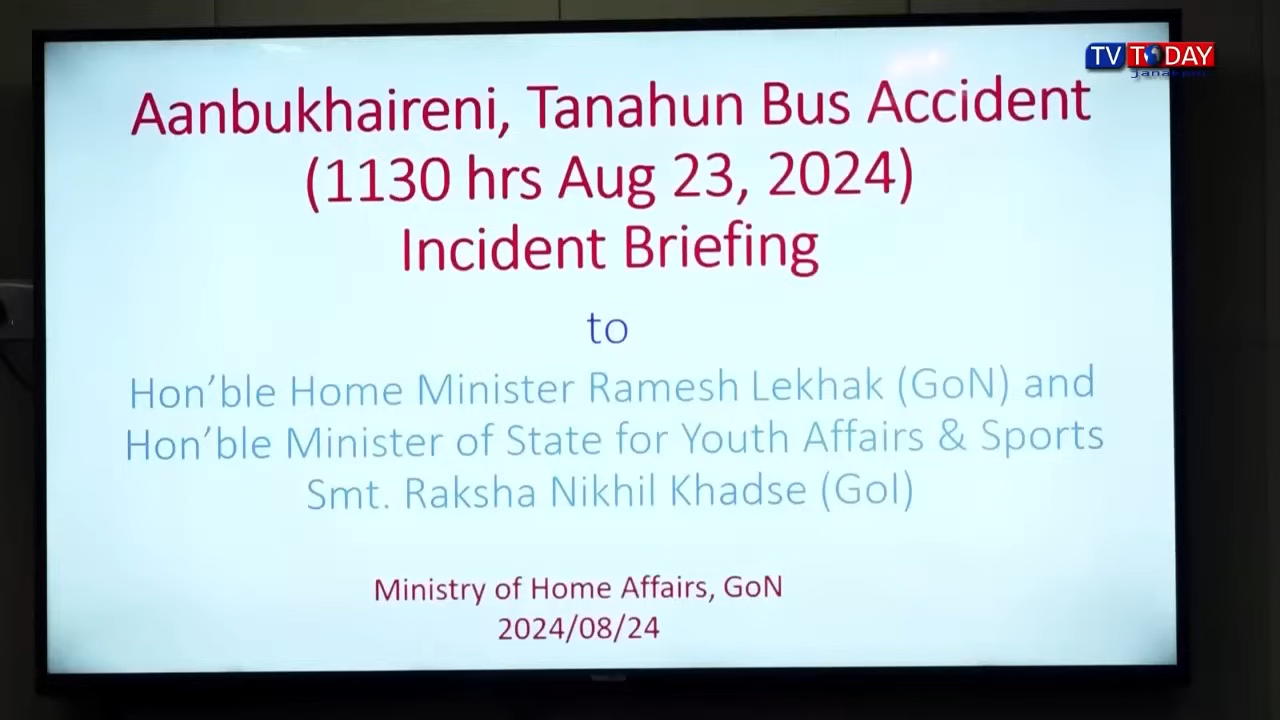 TV TODAY
Janakpur
Aanbukhaireni, Tanahun Bus Accident
(1130 hrs Aug 23, 2024)
Incident Briefing
to
Hon’ble Home Minister Ramesh Lekhak (GoN) and
Hon’ble Minister of State for Youth Affairs & Sports
Smt. Raksha Nikhil Khadse (GoI)
Ministry of Home Affairs, GoN
2024/08/24